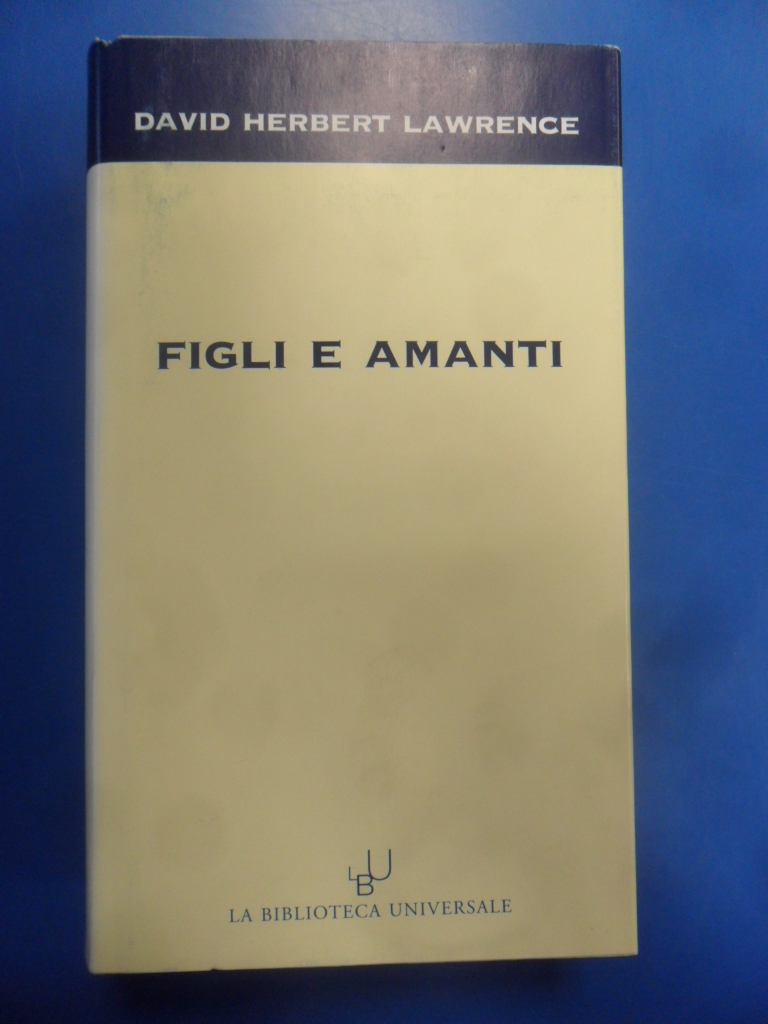 DAVID HERBERT LAWRENCE
FIGLI E AMANTI
LBU
LA BIBLIOTECA UNIVERSALE